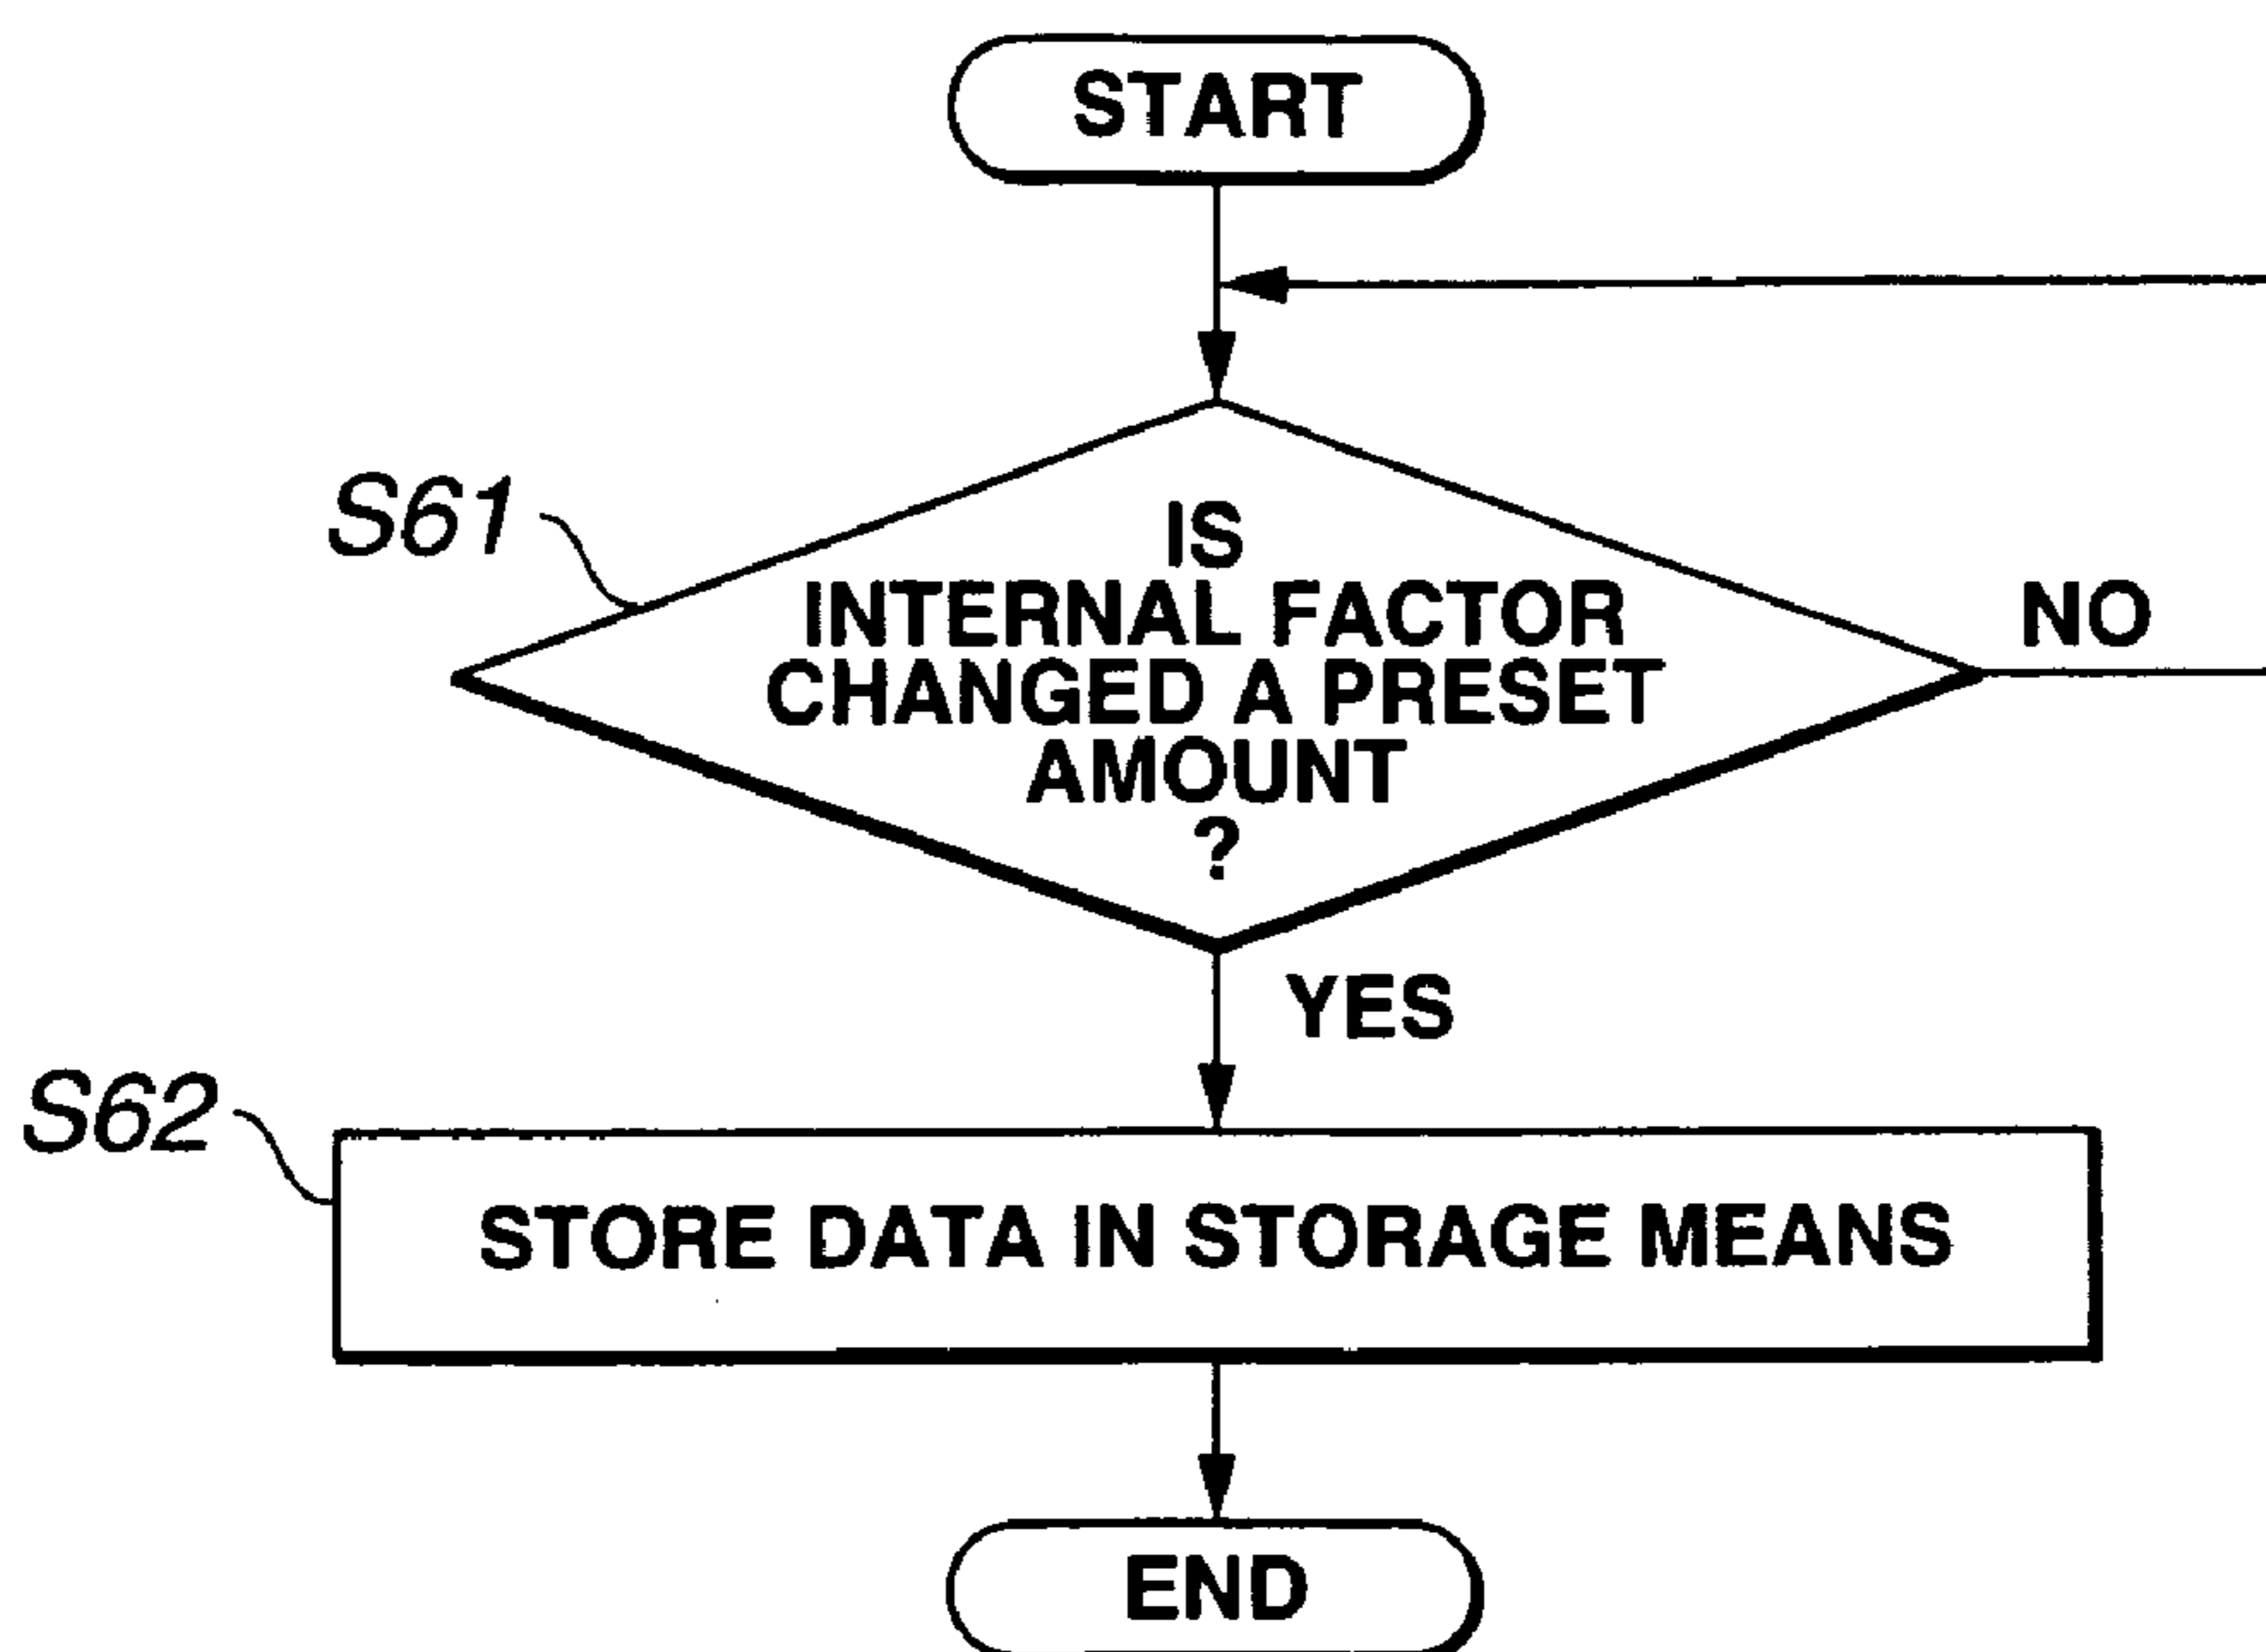 START
S61
IS
INTERNAL FACTOR
CHANGED A PRESET
AMOUNT
?
NO
YES
S62
STORE DATA IN STORAGE MEANS
END